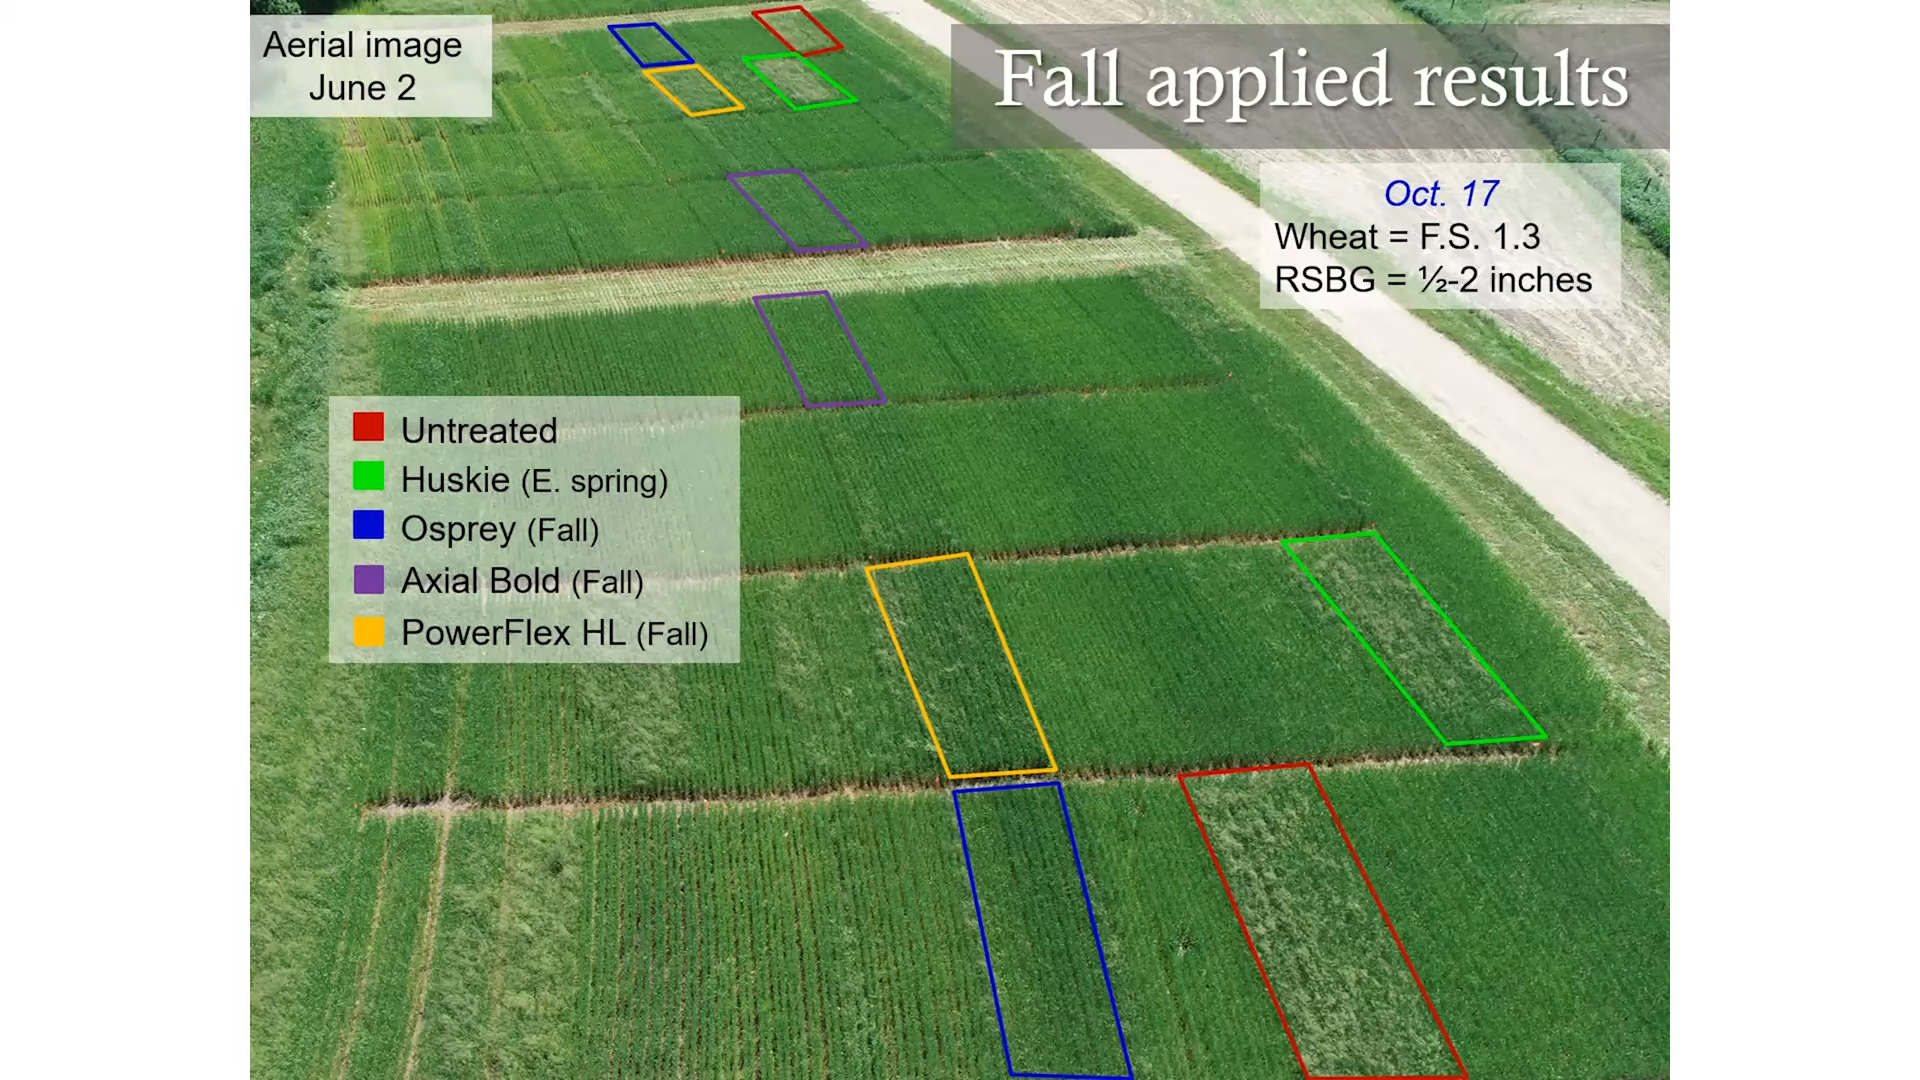 Aerial image
June 2
Fall applied results
Oct. 17
Wheat = F.S. 1.3
RSBG = ½-2 inches
Untreated
Huskie (E. spring)
Osprey (Fall)
Axial Bold (Fall)
PowerFlex HL (Fall)